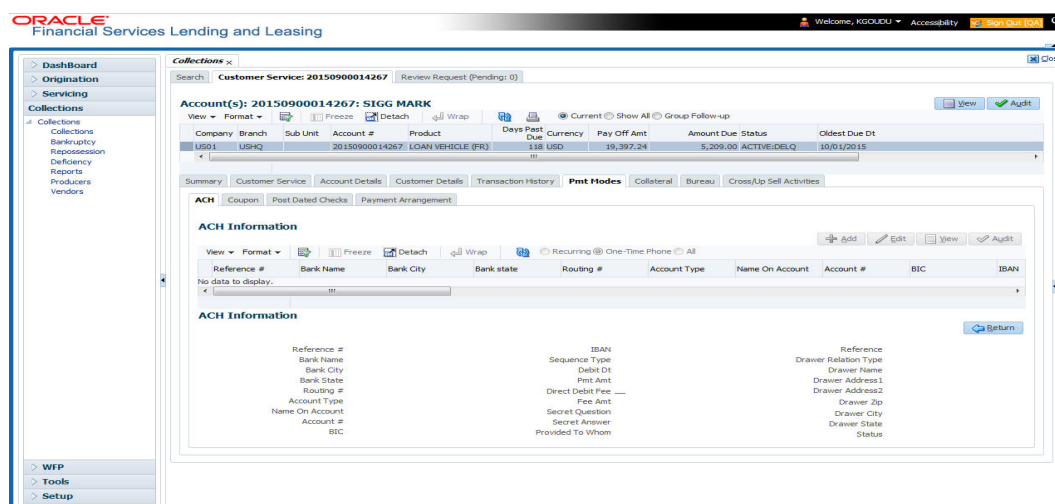 ORACLE
Financial Services Lending and Leasing
Welcome, KGOUDU Accessibility Sign Out [QA]
DashBoard
Origination
Servicing
Collections
Collections
Collections
Bankruptcy
Repossession
Deficiency
Reports
Producers
Vendors
WFP
Tools
Setup
Collections x
Search Customer Service: 20150900014267 Review Request (Pending: 0)
Account(s): 20150900014267: SIGG MARK
View Audit
View Format Freeze Detach Wrap Current Show All Group Follow-up
Company Branch Sub Unit Account # Product Days Past Due Currency Pay Off Amt Amount Due Status Oldest Due Dt
US01 USHQ 20150900014267 LOAN VEHICLE (FR) 118 USD 19,397.24 5,209.00 ACTIVE:DELQ 10/01/2015
Summary Customer Service Account Details Customer Details Transaction History Pmt Modes Collateral Bureau Cross/Up Sell Activities
ACH Coupon Post Dated Checks Payment Arrangement
ACH Information
Add Edit View Audit
View Format Freeze Detach Wrap Recurring One-Time Phone All
Reference # Bank Name Bank City Bank state Routing # Account Type Name On Account Account # BIC IBAN
No data to display.
ACH Information
Return
Reference # IBAN Reference
Bank Name Sequence Type Drawer Relation Type
Bank City Debit Dt Drawer Name
Bank State Pmt Amt Drawer Address1
Routing # Direct Debit Fee Drawer Address2
Account Type Fee Amt Drawer Zip
Name On Account Secret Question Drawer City
Account # Secret Answer Drawer State
BIC Provided To Whom Status